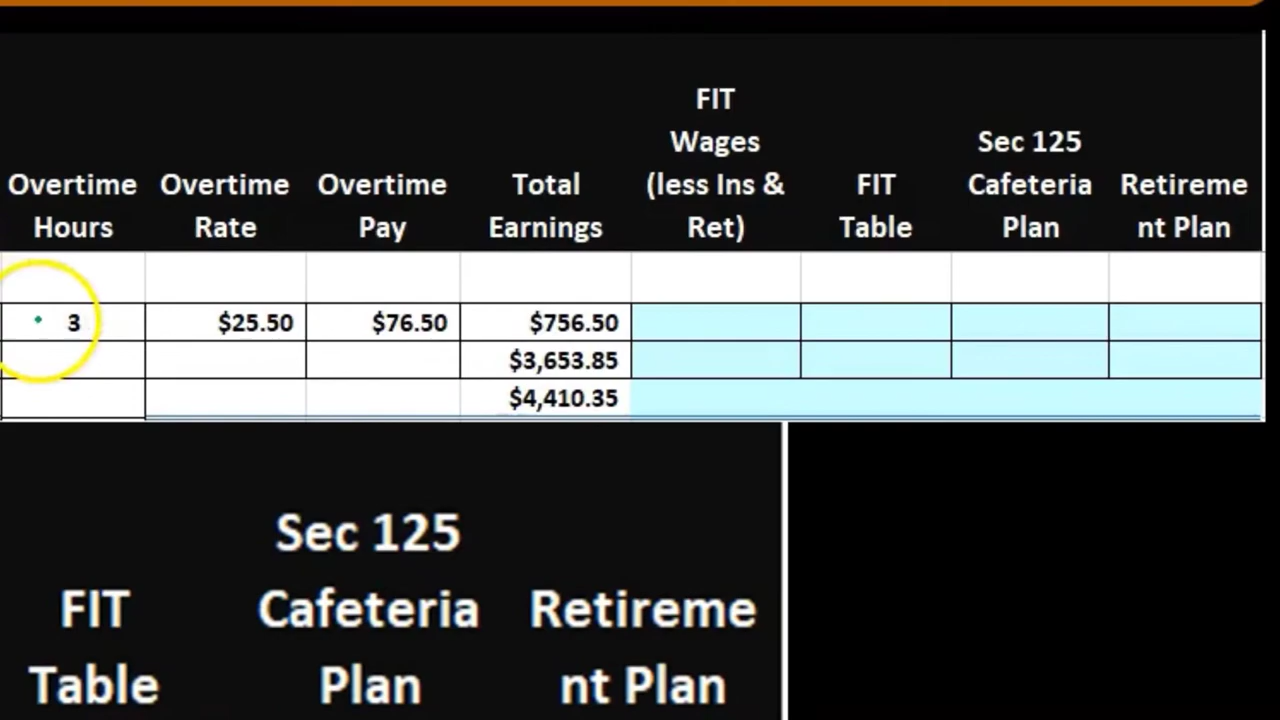 FIT
Wages Sec 125
Overtime Overtime Overtime Total (less Ins & FIT Cafeteria Retireme
Hours Rate Pay Earnings Ret) Table Plan nt Plan
3 $25.50 $76.50 $756.50
$3,653.85
$4,410.35
Sec 125
FIT Cafeteria Retireme
Table Plan nt Plan